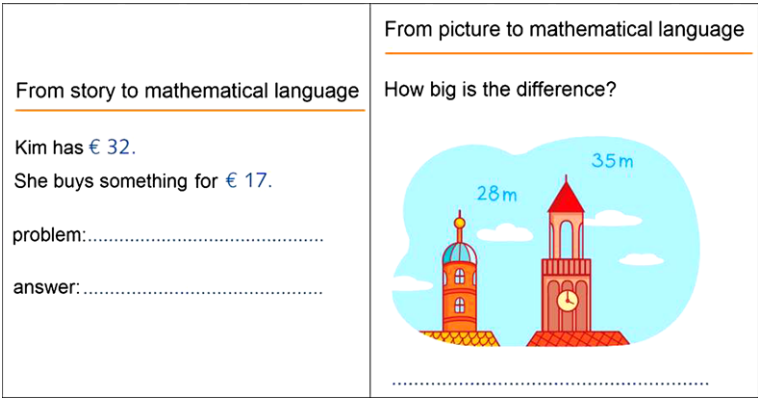 From story to mathematical language
Kim has € 32.
She buys something for € 17.
problem:............................................
answer:............................................
From picture to mathematical language
How big is the difference?
35m
28m
............................................................